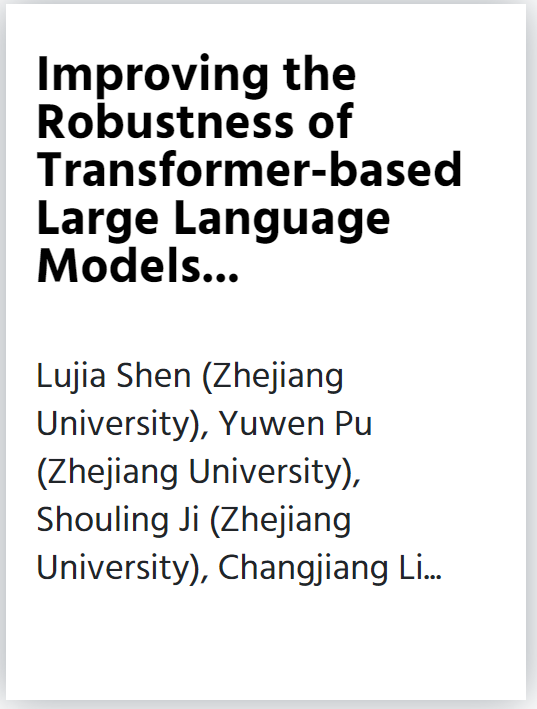 Improving the
Robustness of
Transformer-based
Large Language
Models...
Lujia Shen (Zhejiang
University), Yuwen Pu
(Zhejiang University),
Shouling Ji (Zhejiang
University), Changjiang Li...